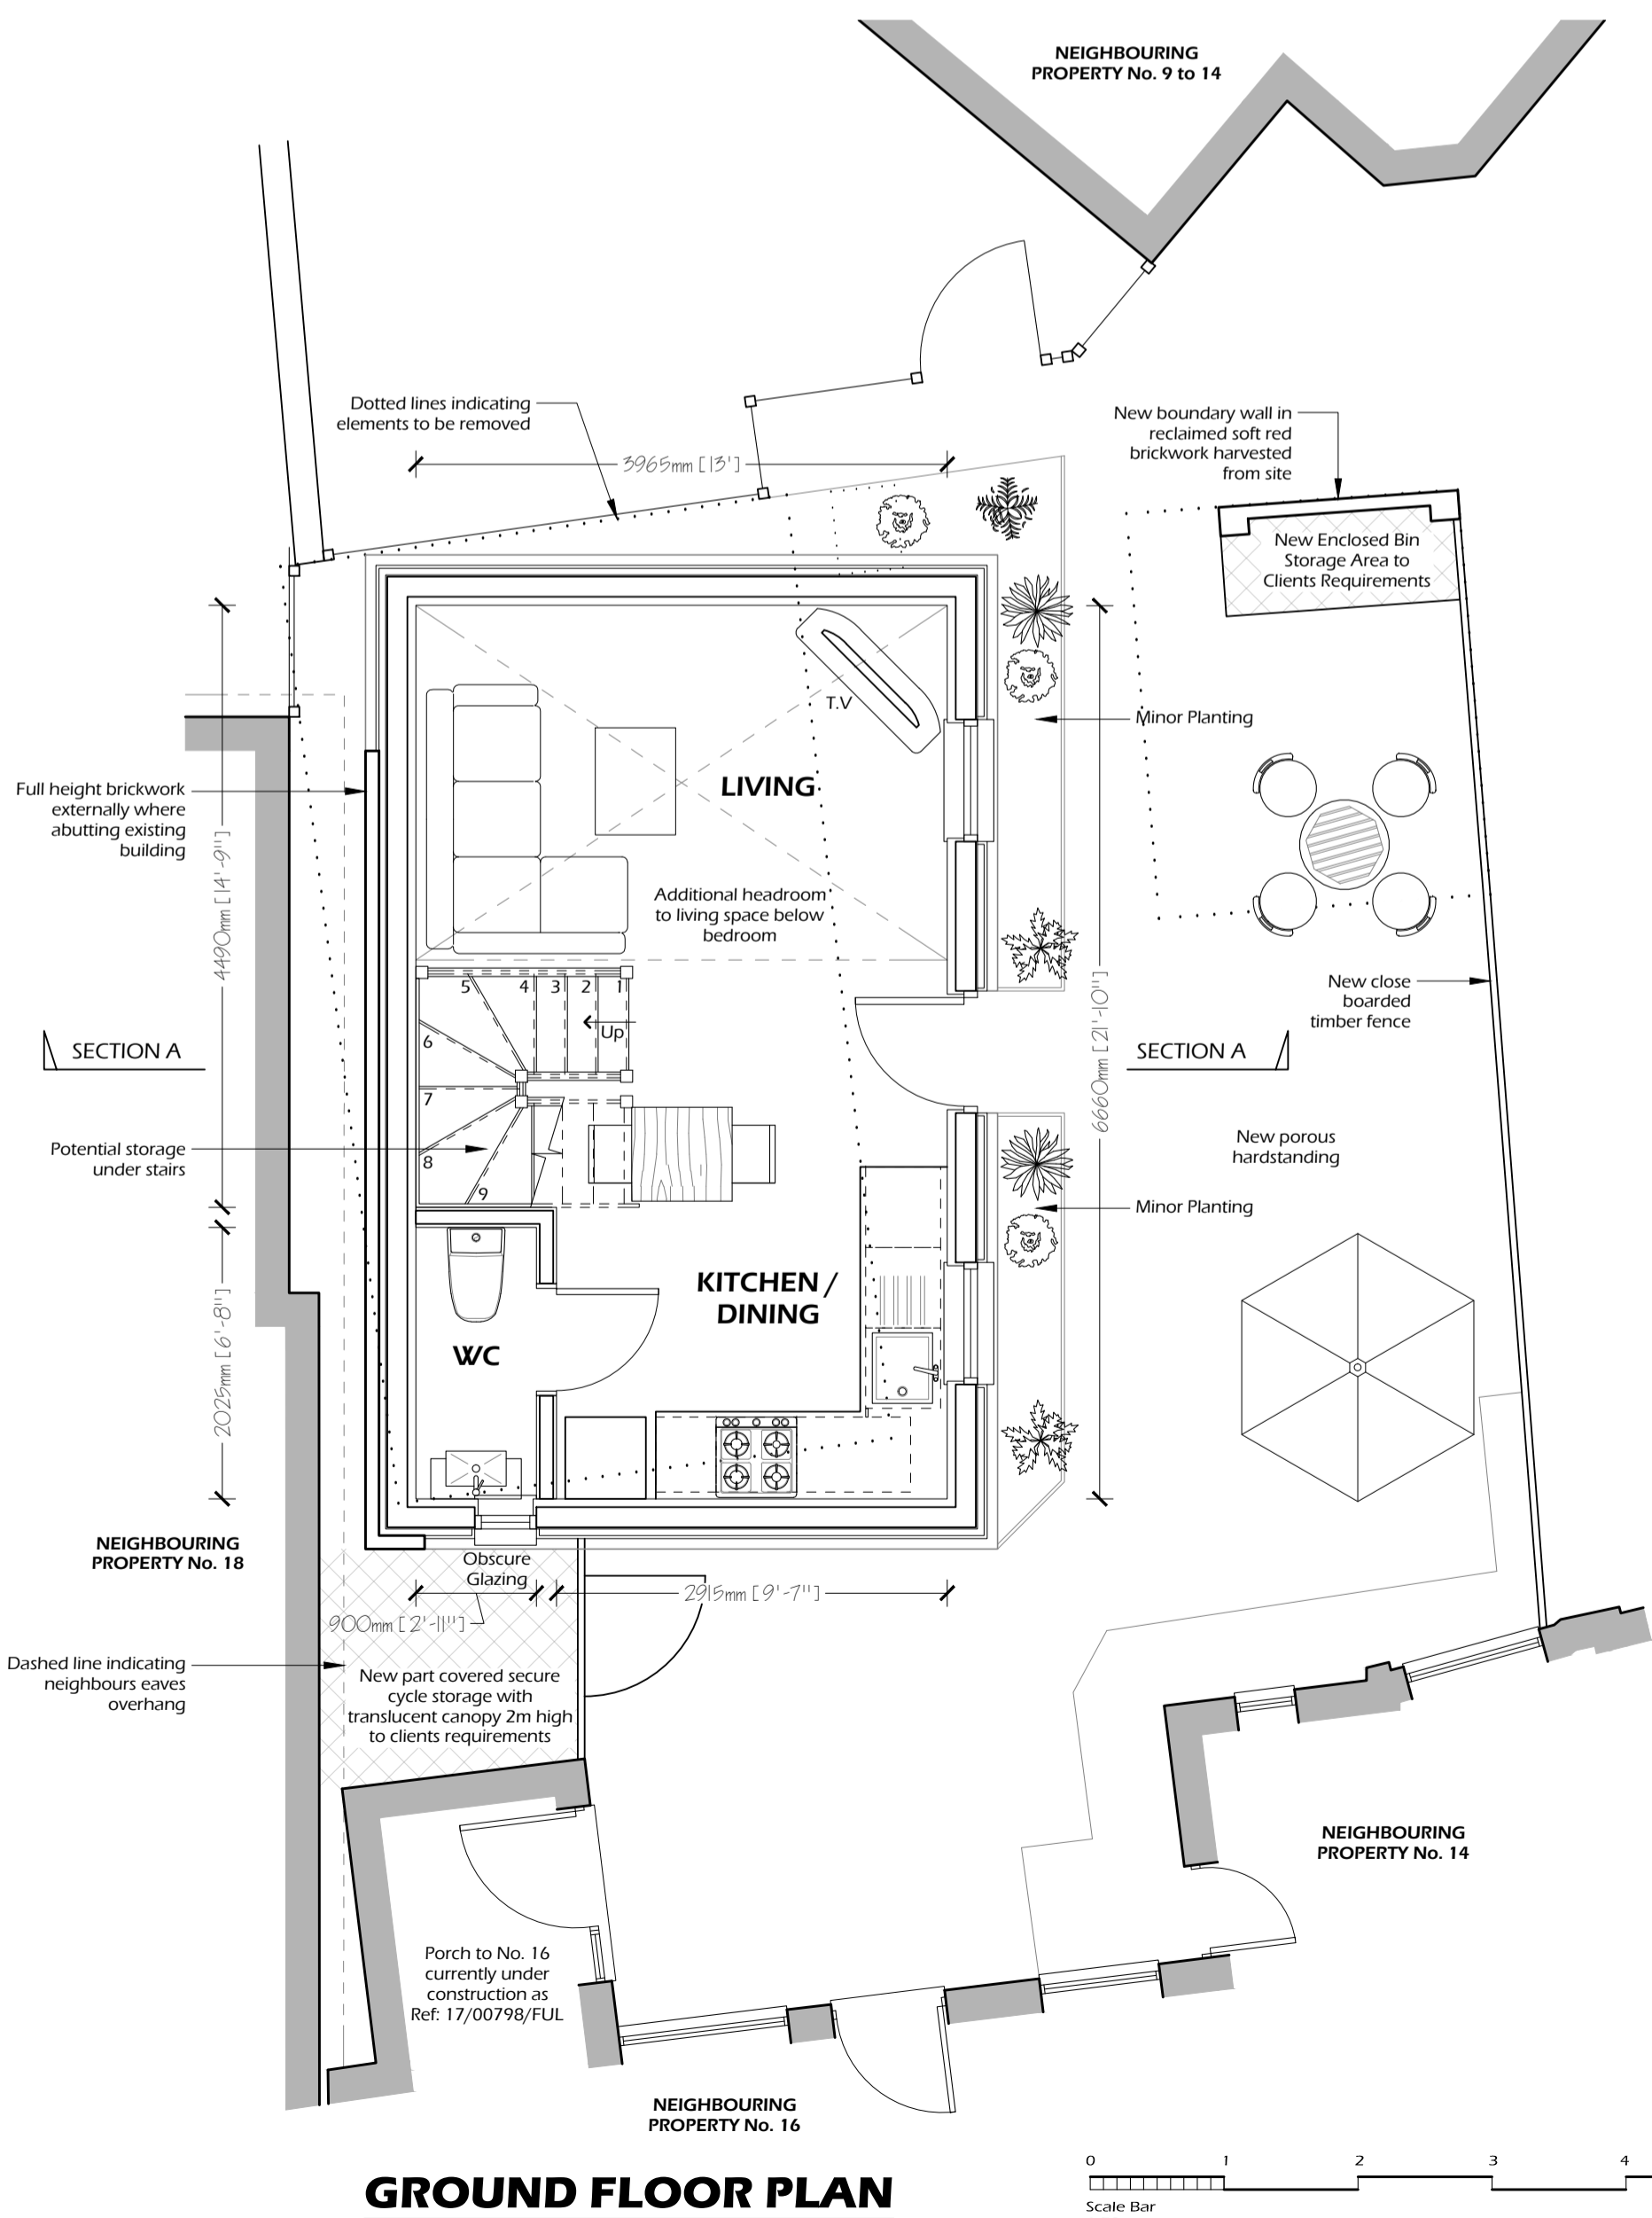 NEIGHBOURING
PROPERTY No. 9 to 14
Dotted lines indicating
elements to be removed
New boundary wall in
reclaimed soft red
brickwork harvested
from site
3965mm [13']
New Enclosed Bin
Storage Area to
Clients Requirements
T.V
Minor Planting
LIVING
Full height brickwork
externally where
abutting existing
building
4490mm [14'-9"]
Additional headroom
to living space below
bedroom
New close
boarded
timber fence
5
4
3
2
1
Up
6
7
8
9
SECTION A
SECTION A
6660mm [21'-10"]
Potential storage
under stairs
New porous
hardstanding
Minor Planting
KITCHEN /
DINING
WC
2025mm [6'-8"]
NEIGHBOURING
PROPERTY No. 18
Obscure
Glazing
2915mm [9'-7"]
900mm [2'-11"]
Dashed line indicating
neighbours eaves
overhang
New part covered secure
cycle storage with
translucent canopy 2m high
to clients requirements
NEIGHBOURING
PROPERTY No. 14
Porch to No. 16
currently under
construction as
Ref: 17/00798/FUL
NEIGHBOURING
PROPERTY No. 16
GROUND FLOOR PLAN
0 1 2 3 4
Scale Bar